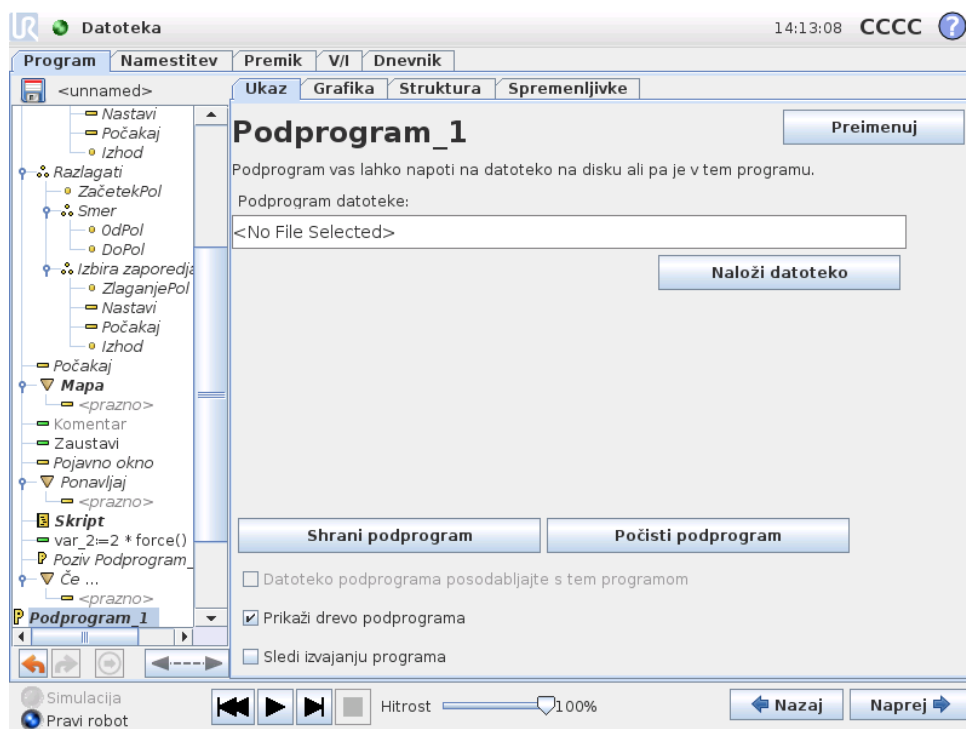 UR Datoteka 14:13:08 CCCC ?
Program Namestitev Premik V/I Dnevnik
<unnamed>
Ukaz Grafika Struktura Spremenljivke
Nastavi
Počakaj
Izhod
Razlagati
ZačetekPol
Smer
OdPol
DoPol
Izbira zaporedja
ZlaganjePol
Nastavi
Počakaj
Izhod
Počakaj
Mapa
<prazno>
Komentar
Zaustavi
Pojavno okno
Ponavljaj
<prazno>
Skript
var_2≔2 * force()
Poziv Podprogram_
Če ...
<prazno>
Podprogram_1
Podprogram_1
Preimenuj
Podprogram vas lahko napoti na datoteko na disku ali pa je v tem programu.
Podprogram datoteke:
<No File Selected>
Naloži datoteko
Shrani podprogram Počisti podprogram
Datoteko podprograma posodabljajte s tem programom
Prikaži drevo podprograma
Sledi izvajanju programa
Simulacija
Pravi robot
Hitrost 100%
Nazaj Naprej